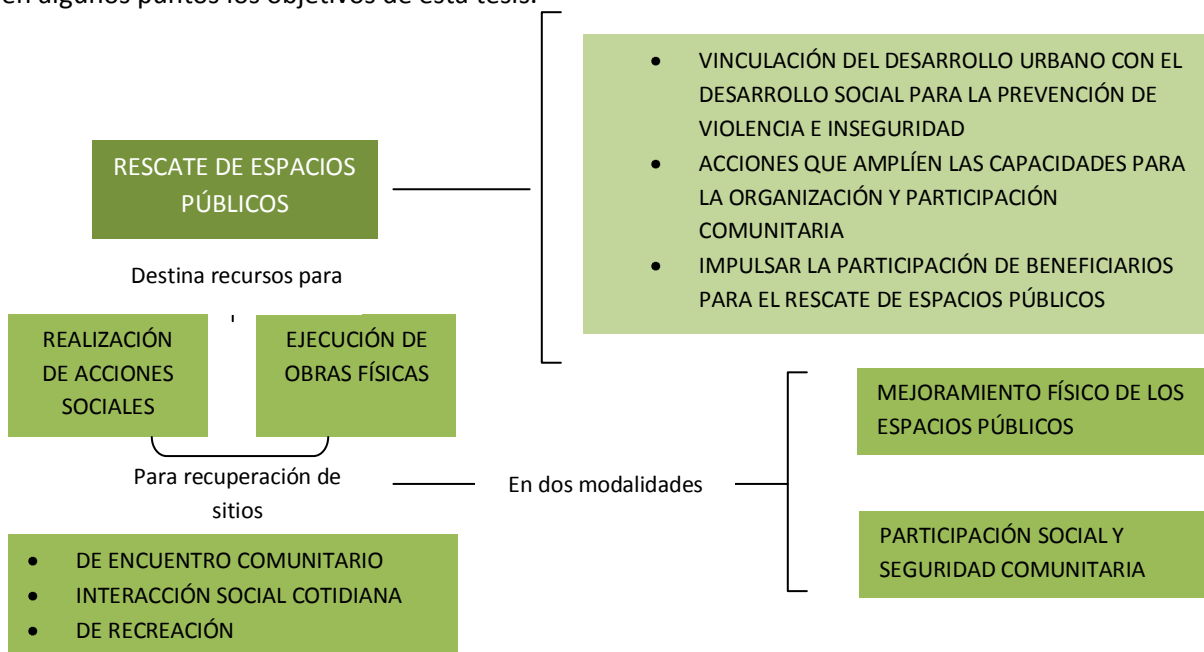 en algunos puntos los objetivos de esta tesis.
RESCATE DE ESPACIOS
PÚBLICOS
• VINCULACIÓN DEL DESARROLLO URBANO CON EL
DESARROLLO SOCIAL PARA LA PREVENCIÓN DE
VIOLENCIA E INSEGURIDAD
• ACCIONES QUE AMPLÍEN LAS CAPACIDADES PARA
LA ORGANIZACIÓN Y PARTICIPACIÓN
COMUNITARIA
• IMPULSAR LA PARTICIPACIÓN DE BENEFICIARIOS
PARA EL RESCATE DE ESPACIOS PÚBLICOS
Destina recursos para
REALIZACIÓN
DE ACCIONES
SOCIALES
EJECUCIÓN DE
OBRAS FÍSICAS
Para recuperación de
sitios
• DE ENCUENTRO COMUNITARIO
• INTERACCIÓN SOCIAL COTIDIANA
• DE RECREACIÓN
En dos modalidades
MEJORAMIENTO FÍSICO DE LOS
ESPACIOS PÚBLICOS
PARTICIPACIÓN SOCIAL Y
SEGURIDAD COMUNITARIA